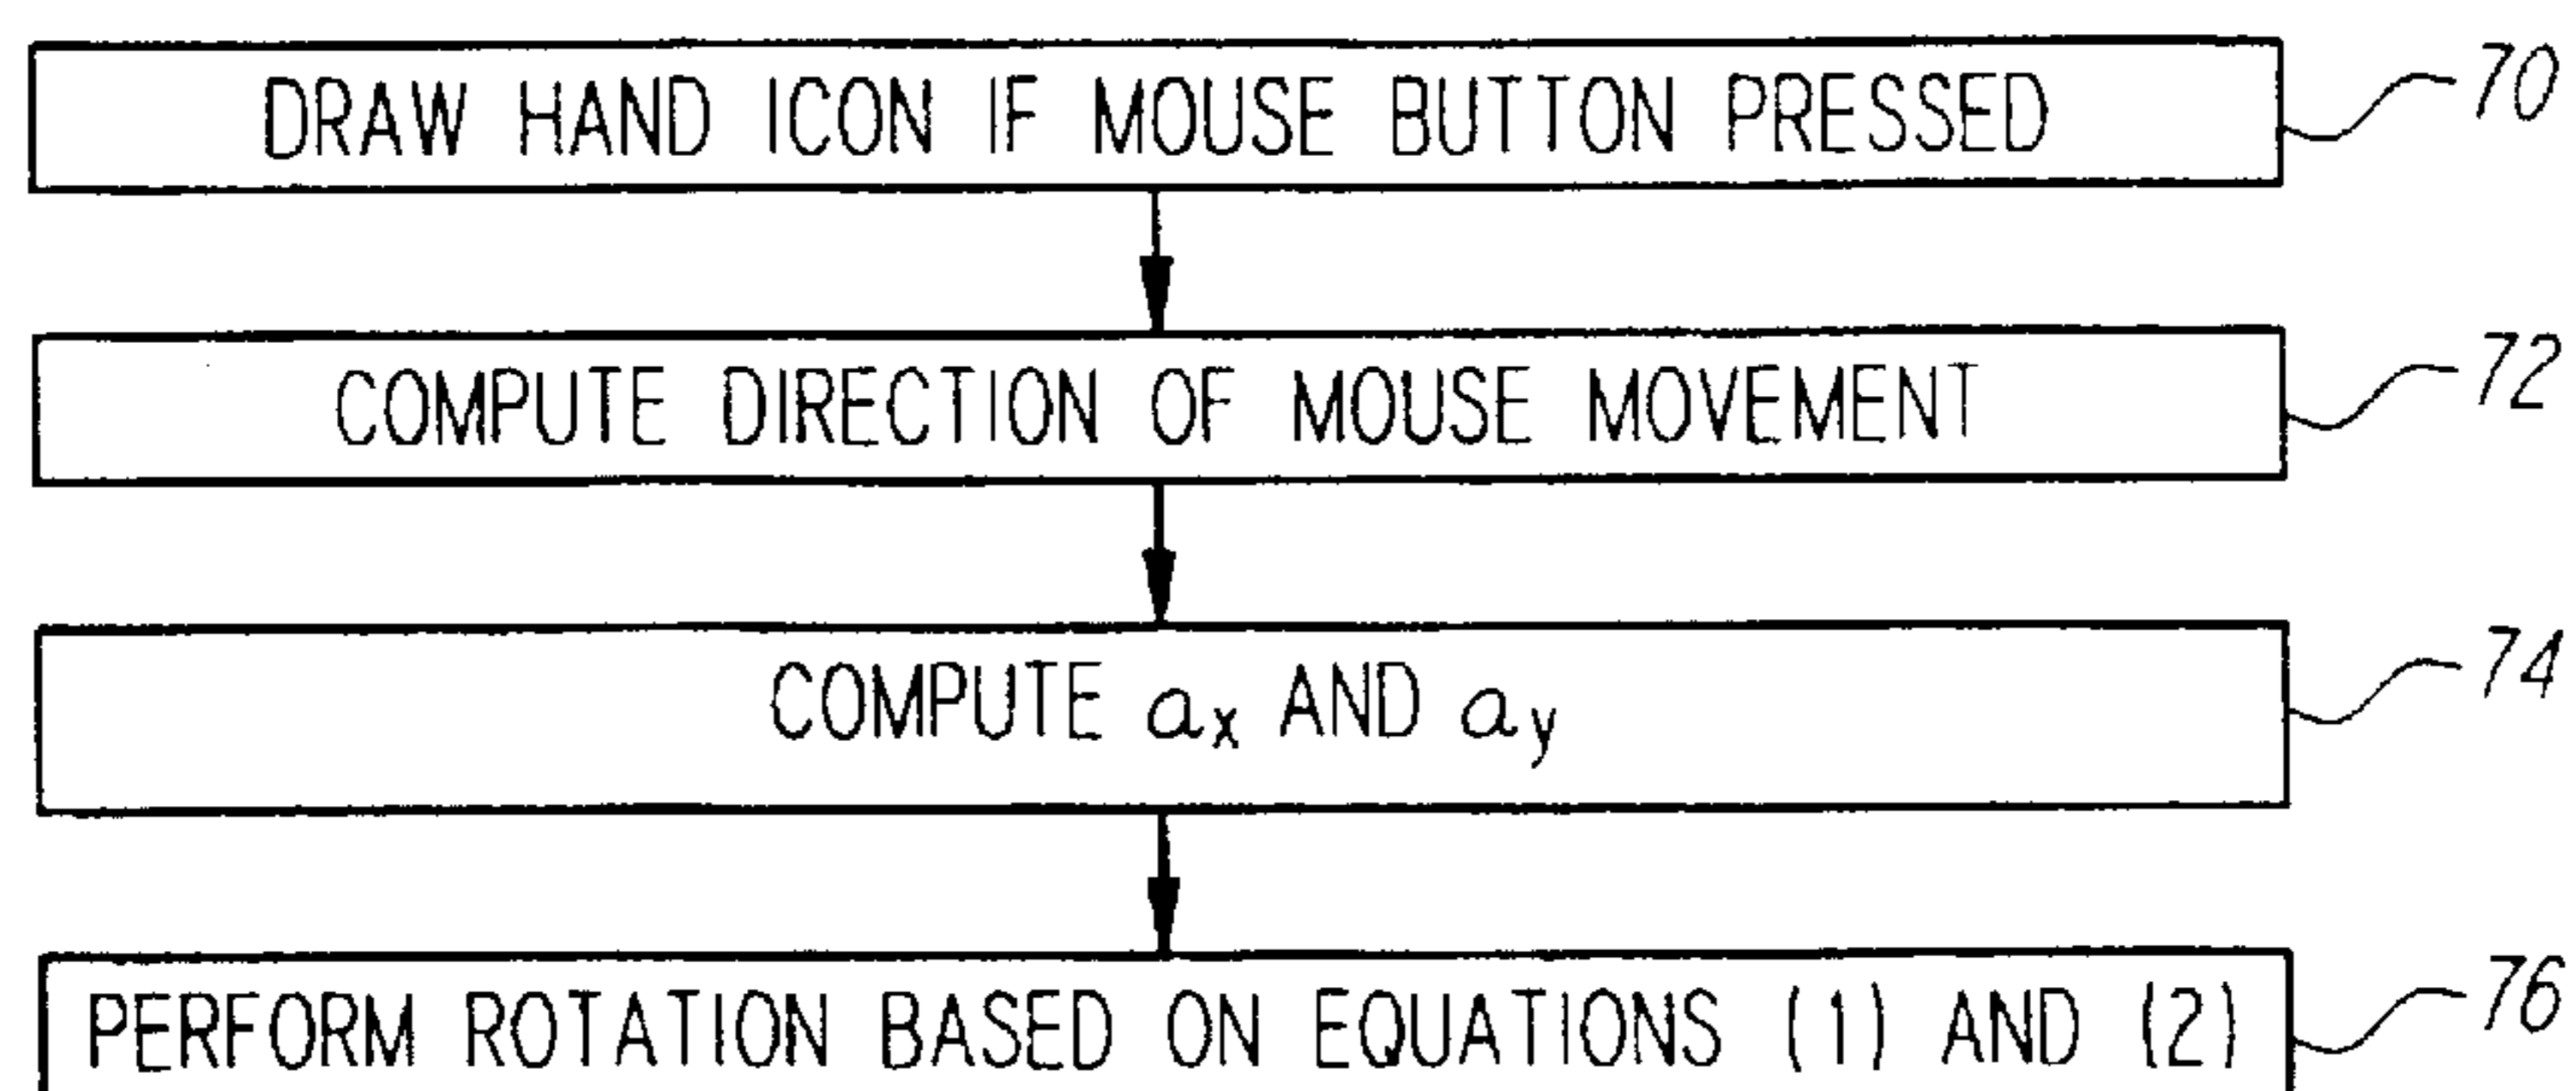 DRAW HAND ICON IF MOUSE BUTTON PRESSED 70
COMPUTE DIRECTION OF MOUSE MOVEMENT 72
COMPUTE aₓ AND a_y 74
PERFORM ROTATION BASED ON EQUATIONS (1) AND (2) 76